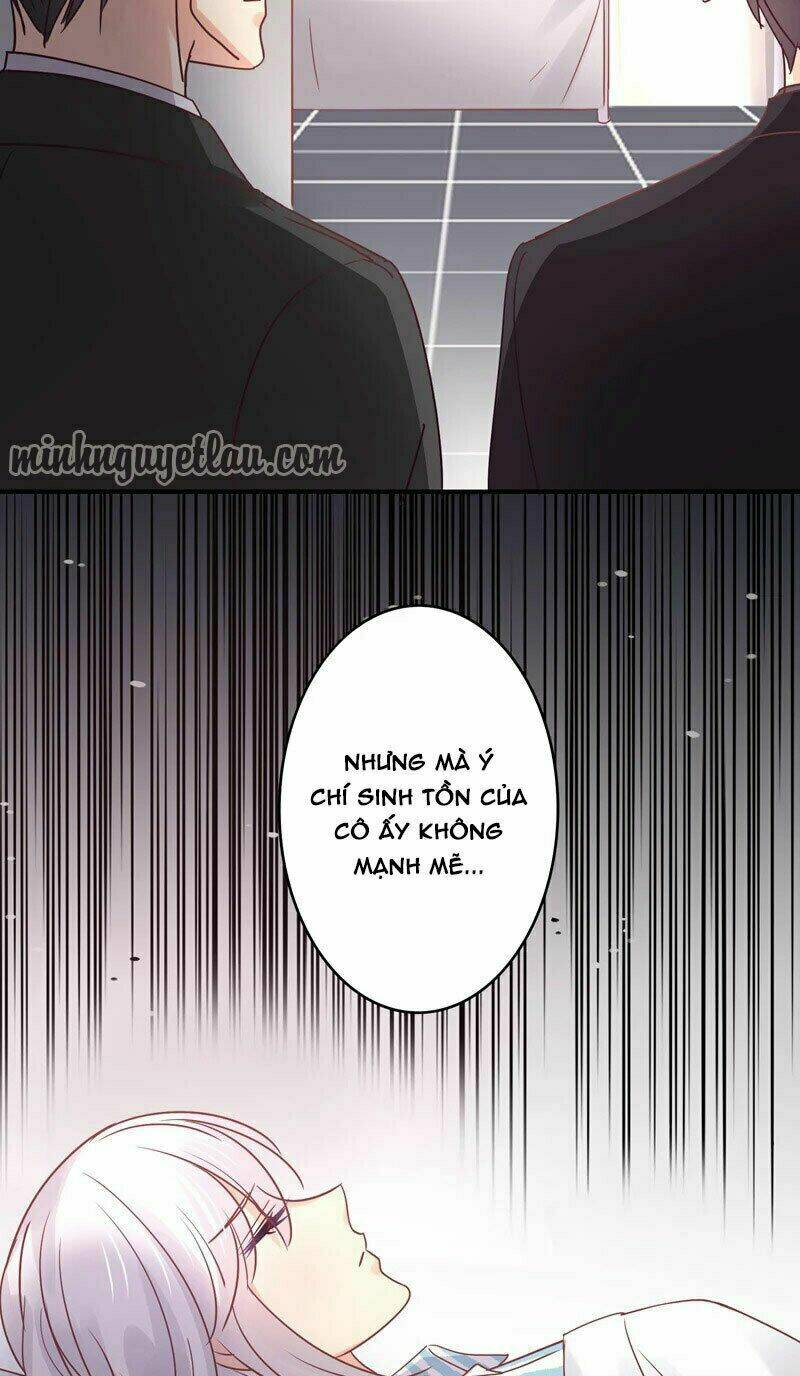 minhnguyetlau.com
NHƯNG MÀ Ý
CHÍ SINH TỒN CỦA
CÔ ẤY KHÔNG
MẠNH MẼ...